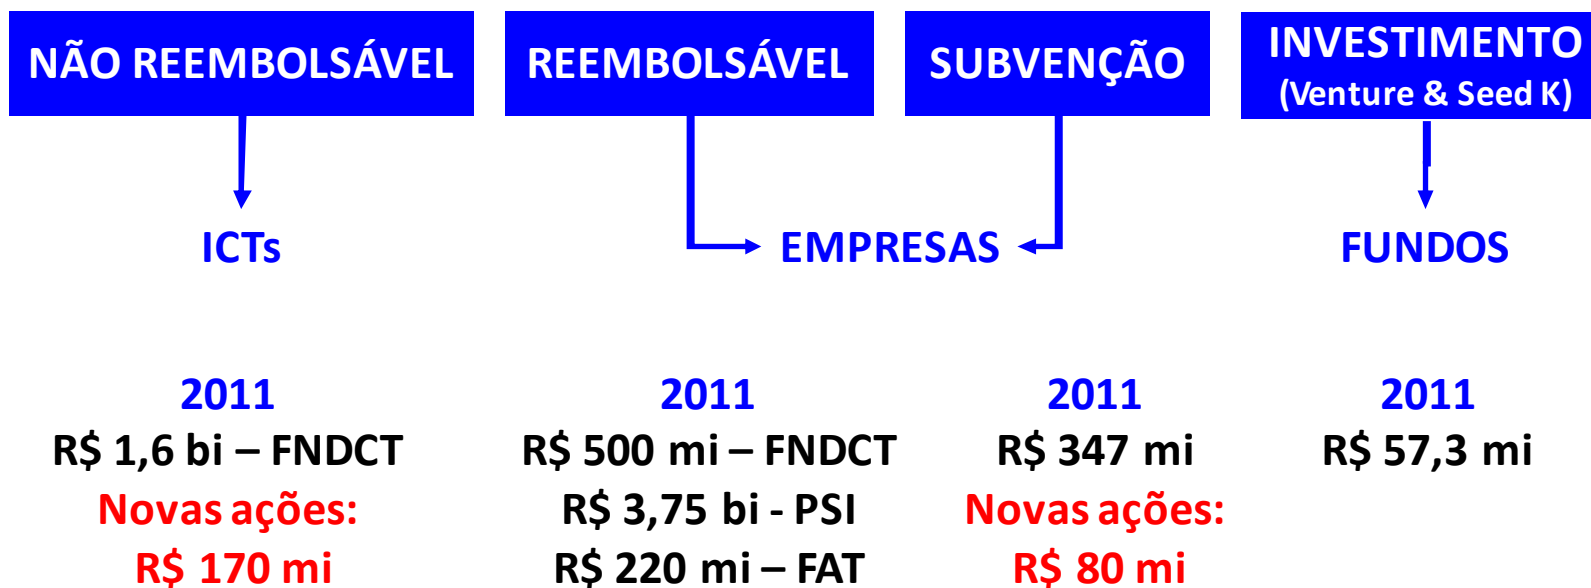 NÃO REEMBOLSÁVEL
REEMBOLSÁVEL
SUBVENÇÃO
INVESTIMENTO
(Venture & Seed K)
ICTs
EMPRESAS
FUNDOS
2011
R$ 1,6 bi – FNDCT
Novas ações:
R$ 170 mi
2011
R$ 500 mi – FNDCT
R$ 3,75 bi - PSI
R$ 220 mi – FAT
2011
R$ 347 mi
Novas ações:
R$ 80 mi
2011
R$ 57,3 mi